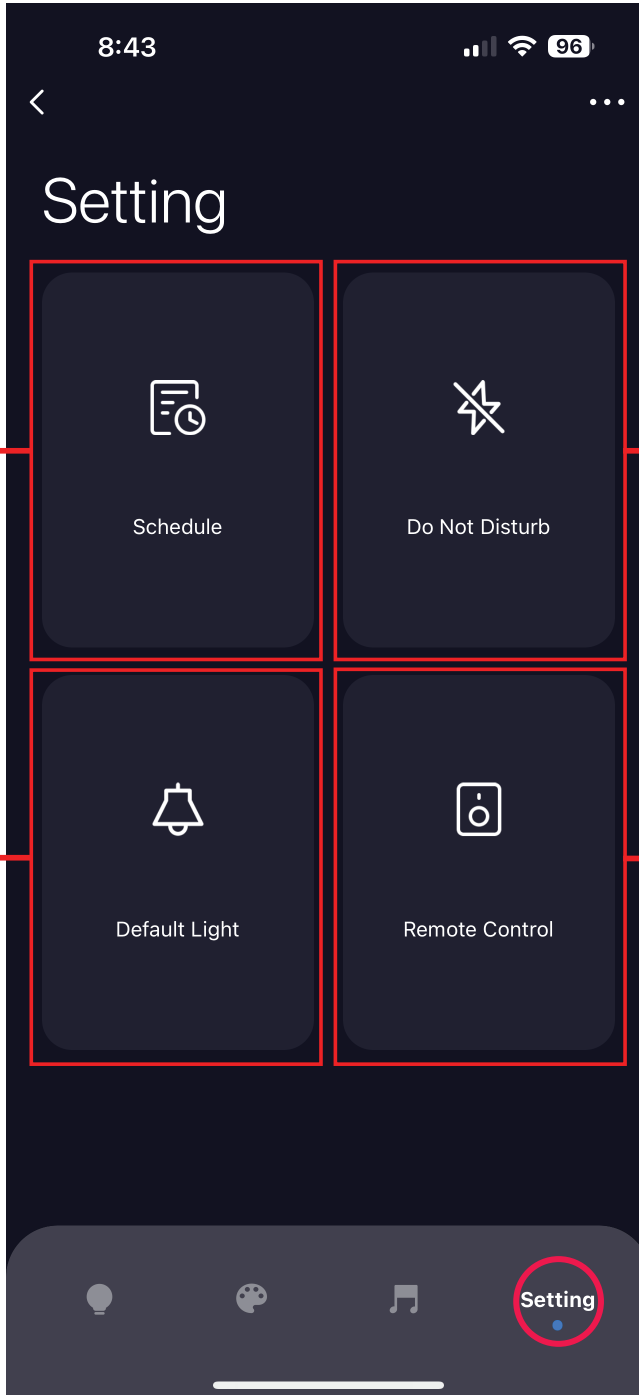 8:43
96
Setting
Schedule
Do Not Disturb
Default Light
Remote Control
Setting